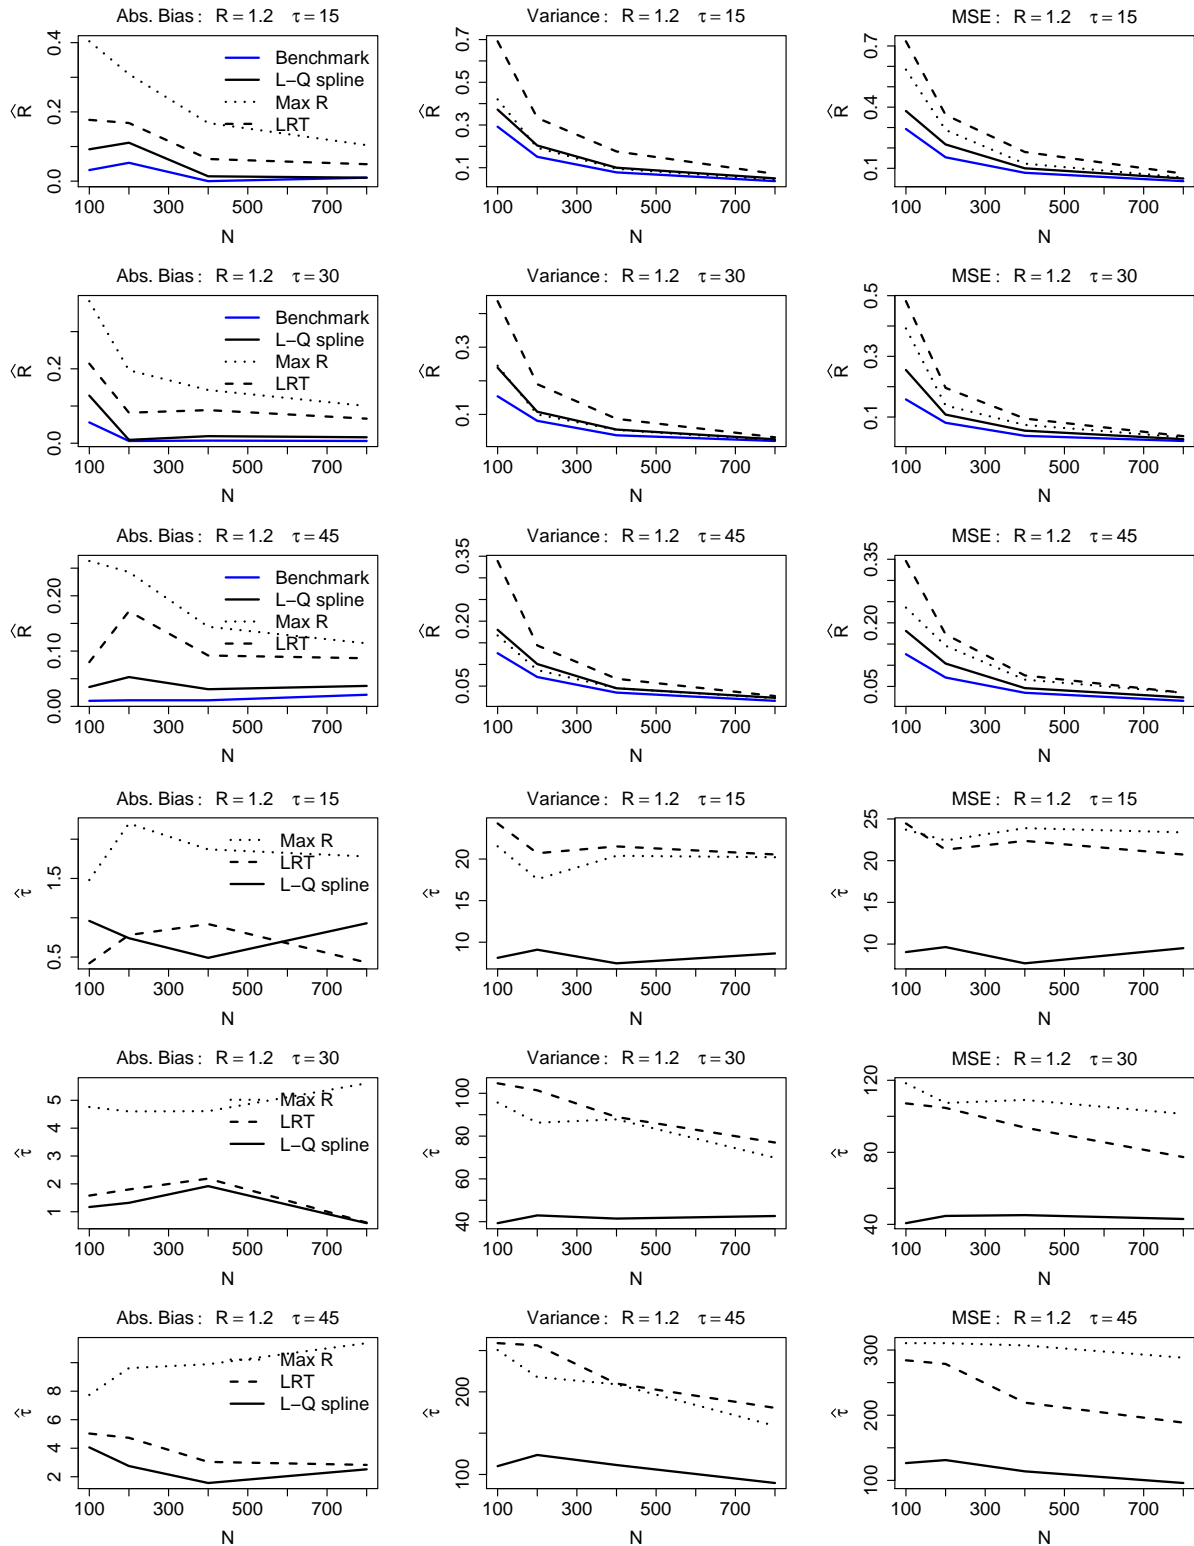 Abs. Bias : R = 1.2 τ = 15
R̂
0.0 0.2 0.4
Benchmark
L−Q spline
Max R
LRT
100 300 500 700
N
Variance : R = 1.2 τ = 15
R̂
0.1 0.3 0.5 0.7
100 300 500 700
N
MSE : R = 1.2 τ = 15
R̂
0.1 0.4 0.7
100 300 500 700
N
Abs. Bias : R = 1.2 τ = 30
R̂
0.0 0.2
Benchmark
L−Q spline
Max R
LRT
100 300 500 700
N
Variance : R = 1.2 τ = 30
R̂
0.1 0.3
100 300 500 700
N
MSE : R = 1.2 τ = 30
R̂
0.1 0.3 0.5
100 300 500 700
N
Abs. Bias : R = 1.2 τ = 45
R̂
0.00 0.10 0.20
Benchmark
L−Q spline
Max R
LRT
100 300 500 700
N
Variance : R = 1.2 τ = 45
R̂
0.05 0.20 0.35
100 300 500 700
N
MSE : R = 1.2 τ = 45
R̂
0.05 0.20 0.35
100 300 500 700
N
Abs. Bias : R = 1.2 τ = 15
τ̂
0.5 1.5
Max R
LRT
L−Q spline
100 300 500 700
N
Variance : R = 1.2 τ = 15
τ̂
10 15 20
100 300 500 700
N
MSE : R = 1.2 τ = 15
τ̂
10 15 20 25
100 300 500 700
N
Abs. Bias : R = 1.2 τ = 30
τ̂
1 2 3 4 5
Max R
LRT
L−Q spline
100 300 500 700
N
Variance : R = 1.2 τ = 30
τ̂
40 60 80 100
100 300 500 700
N
MSE : R = 1.2 τ = 30
τ̂
40 80 120
100 300 500 700
N
Abs. Bias : R = 1.2 τ = 45
τ̂
2 4 6 8
Max R
LRT
L−Q spline
100 300 500 700
N
Variance : R = 1.2 τ = 45
τ̂
100 200
100 300 500 700
N
MSE : R = 1.2 τ = 45
τ̂
100 200 300
100 300 500 700
N